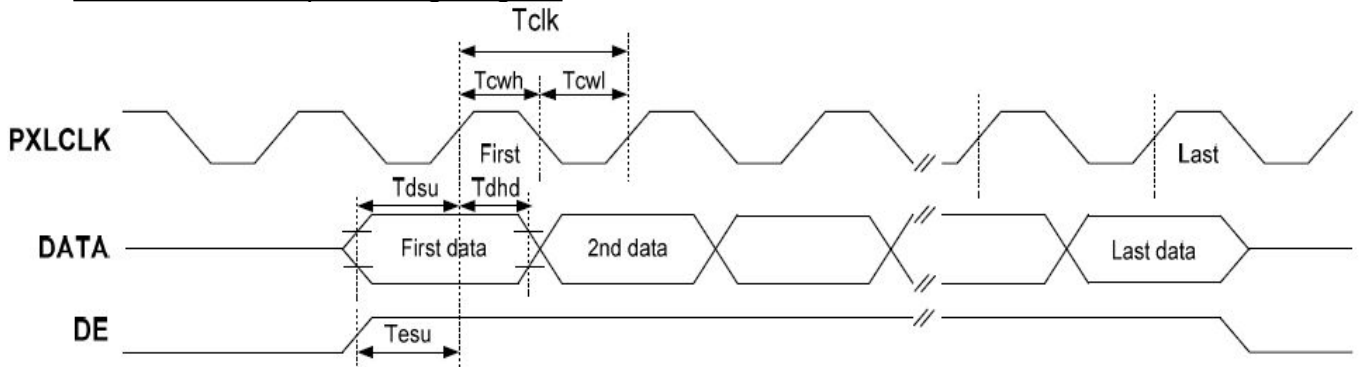 Tclk
Tcwh Tcwl
PXLCLK First Last
Tdsu Tdhd
DATA First data 2nd data Last data
DE Tesu